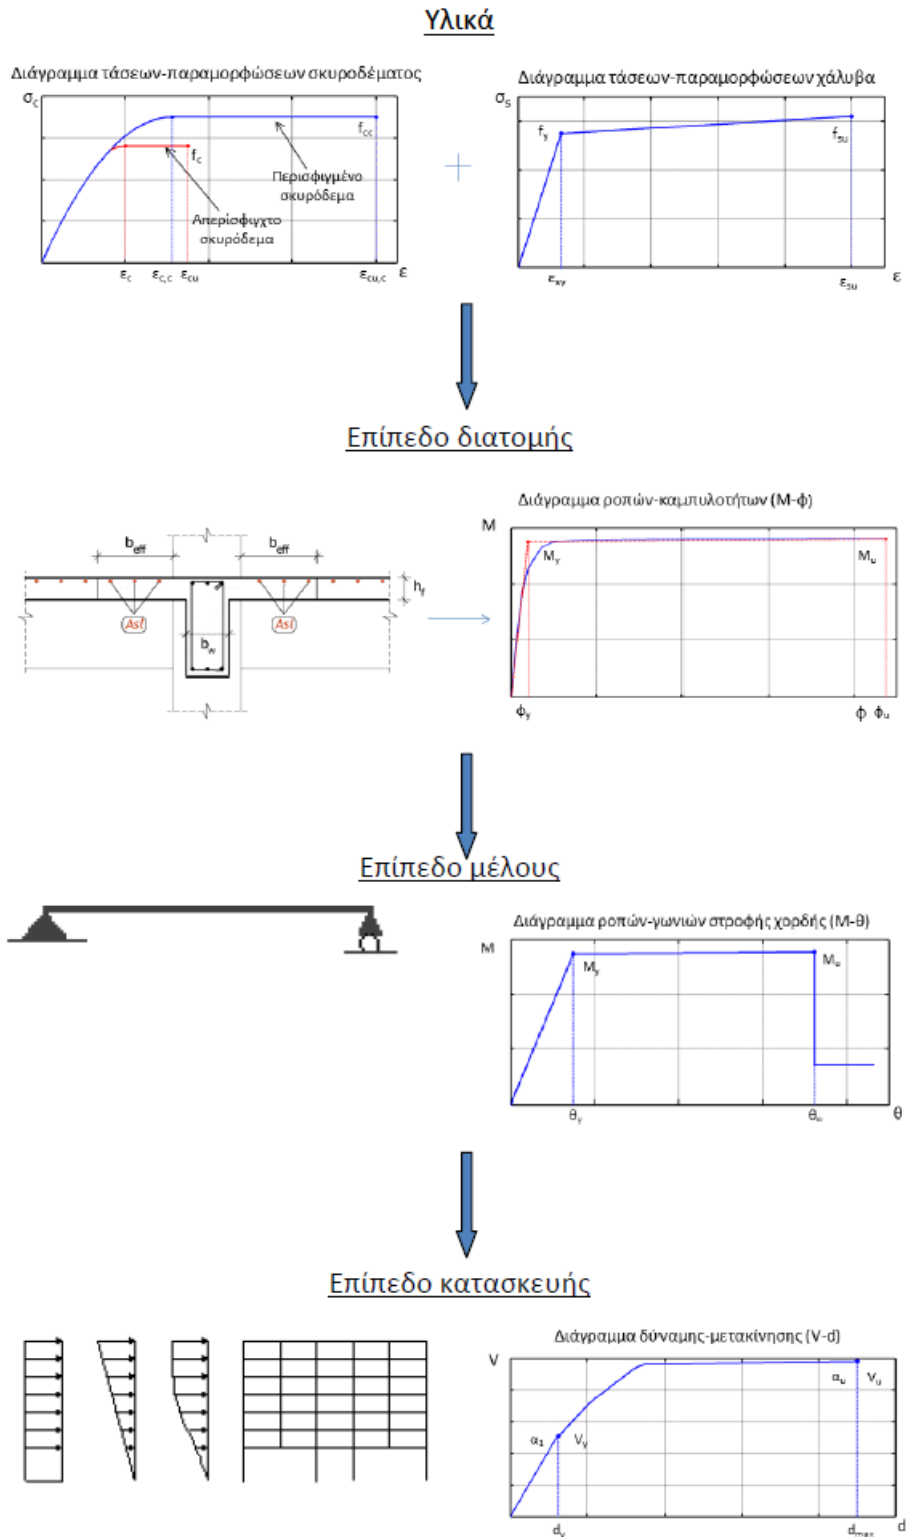 Υλικά
Διάγραμμα τάσεων-παραμορφώσεων σκυροδέματος
σc
fcc
fc
Περισφιγμένο
σκυρόδεμα
Απερίσφιγχτο
σκυρόδεμα
εc
εc,c
εcu
εcu,c
ε
+
Διάγραμμα τάσεων-παραμορφώσεων χάλυβα
σs
fy
fsu
εsy
εsu
ε
Επίπεδο διατομής
beff
beff
hf
Asl
Asl
bw
Διάγραμμα ροπών-καμπυλοτήτων (Μ-φ)
M
My
Mu
φy
φ
φu
Επίπεδο μέλους
Διάγραμμα ροπών-γωνιών στροφής χορδής (Μ-θ)
M
My
Mu
θy
θu
θ
Επίπεδο κατασκευής
Διάγραμμα δύναμης-μετακίνησης (V-d)
V
α1
Vy
αu
Vu
dy
dmax
d